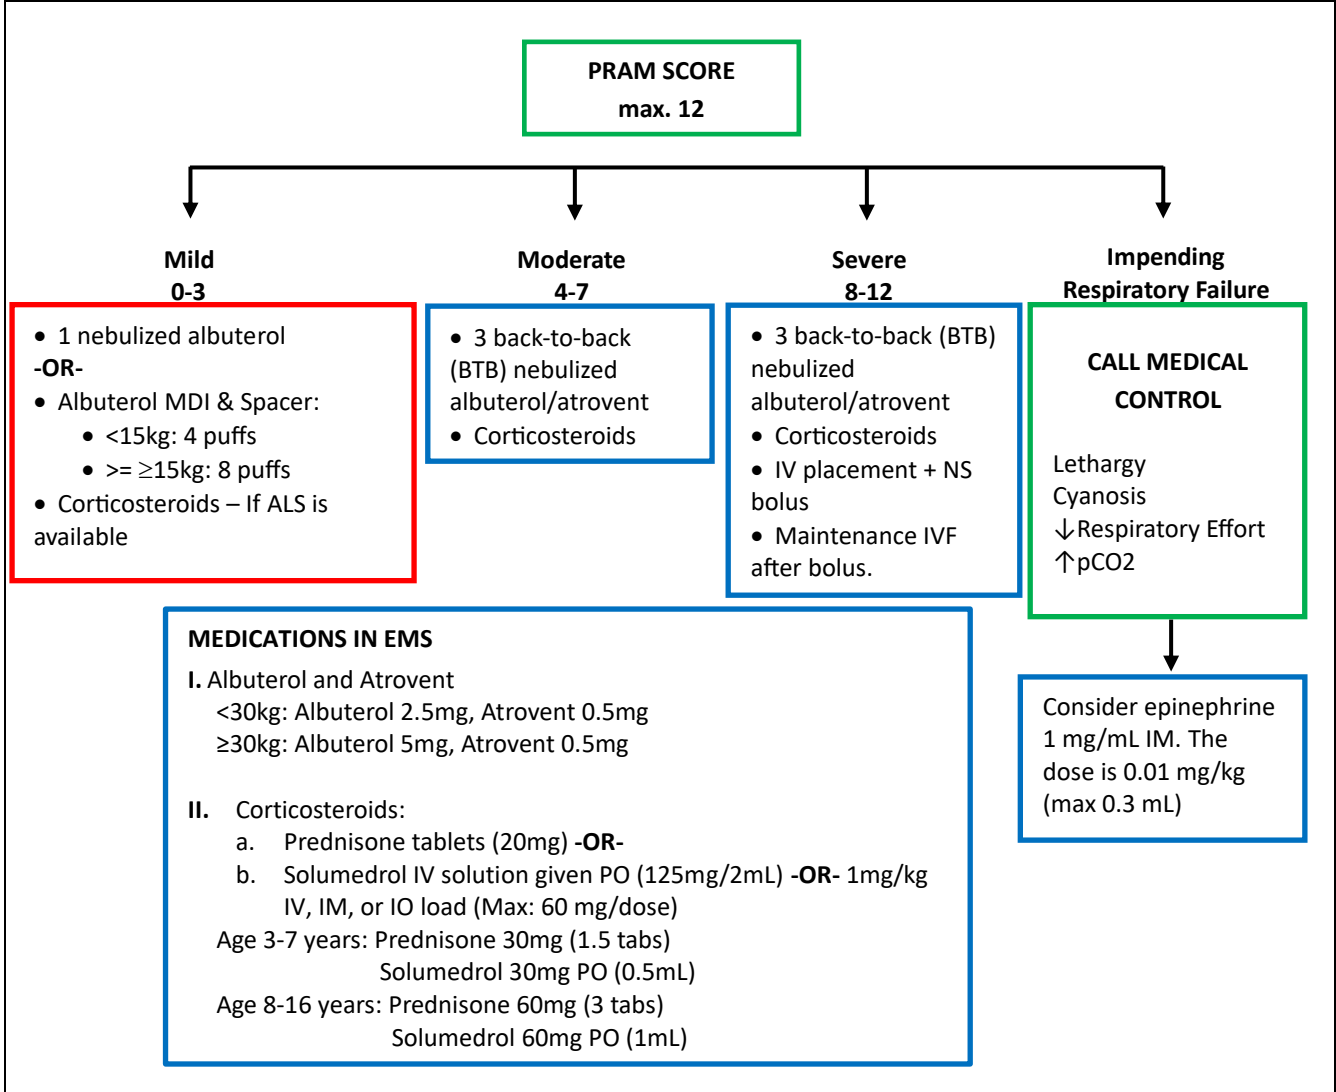 PRAM SCORE
max. 12
Mild
0-3
• 1 nebulized albuterol
-OR-
• Albuterol MDI & Spacer:
• <15kg: 4 puffs
• >= ≥15kg: 8 puffs
• Corticosteroids – If ALS is
available
Moderate
4-7
• 3 back-to-back
(BTB) nebulized
albuterol/atrovent
• Corticosteroids
Severe
8-12
• 3 back-to-back (BTB)
nebulized
albuterol/atrovent
• Corticosteroids
• IV placement + NS
bolus
• Maintenance IVF
after bolus.
Impending
Respiratory Failure
CALL MEDICAL
CONTROL
Lethargy
Cyanosis
↓Respiratory Effort
↑pCO2
Consider epinephrine
1 mg/mL IM. The
dose is 0.01 mg/kg
(max 0.3 mL)
MEDICATIONS IN EMS
I. Albuterol and Atrovent
<30kg: Albuterol 2.5mg, Atrovent 0.5mg
≥30kg: Albuterol 5mg, Atrovent 0.5mg
II. Corticosteroids:
a. Prednisone tablets (20mg) -OR-
b. Solumedrol IV solution given PO (125mg/2mL) -OR- 1mg/kg
IV, IM, or IO load (Max: 60 mg/dose)
Age 3-7 years: Prednisone 30mg (1.5 tabs)
Solumedrol 30mg PO (0.5mL)
Age 8-16 years: Prednisone 60mg (3 tabs)
Solumedrol 60mg PO (1mL)